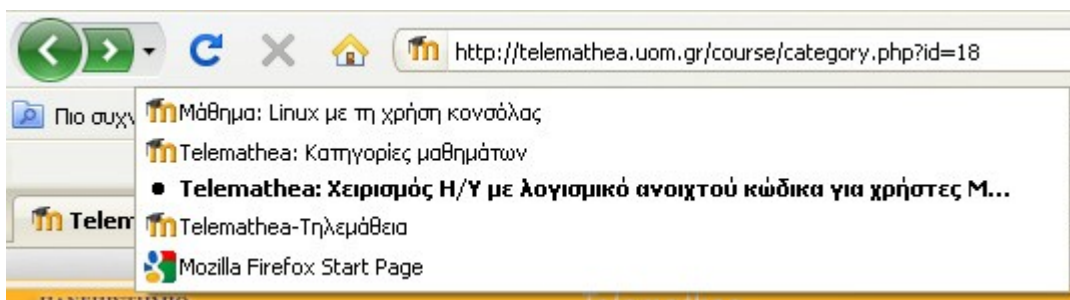 http://telemathea.uom.gr/course/category.php?id=18
Πιο συχν
Μάθημα: Linux με τη χρήση κονσόλας
Telemathea: Κατηγορίες μαθημάτων
Telemathea: Χειρισμός Η/Υ με λογισμικό ανοιχτού κώδικα για χρήστες Μ...
Telem
Telemathea-Τηλεμάθεια
Mozilla Firefox Start Page